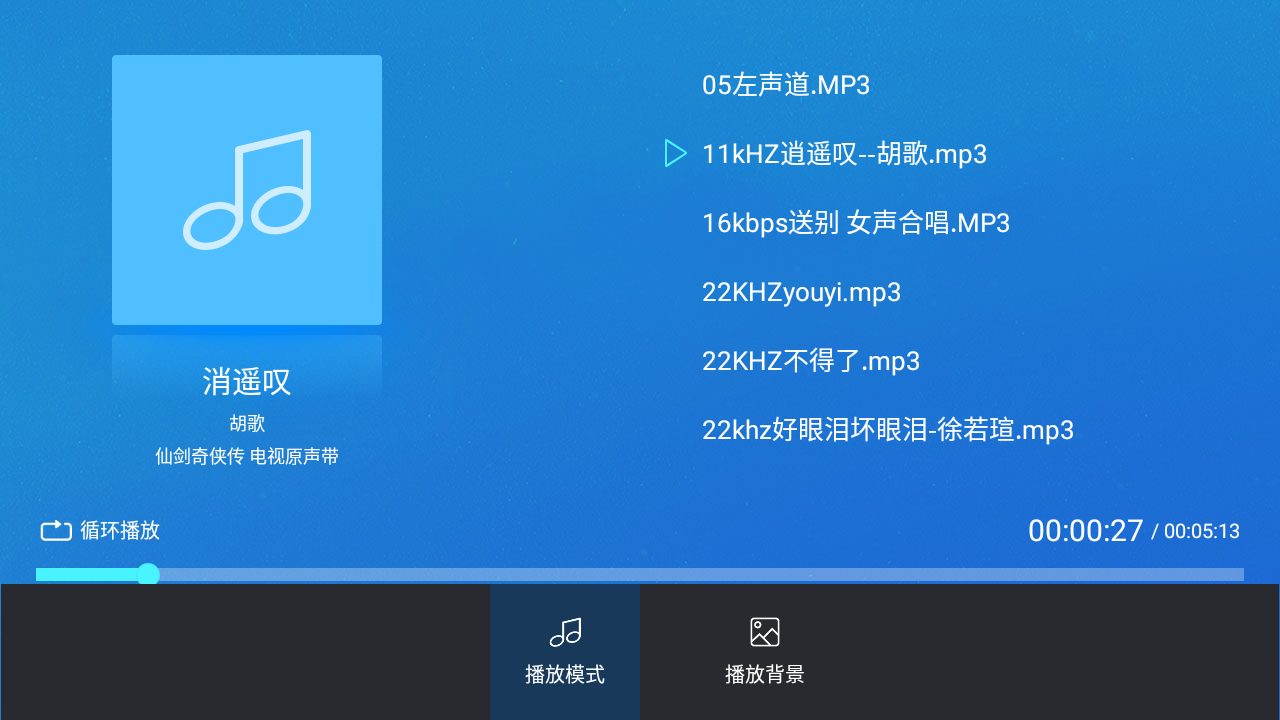 05左声道.MP3
11kHZ逍遥叹--胡歌.mp3
16kbps送别 女声合唱.MP3
22KHZyouyi.mp3
22KHZ不得了.mp3
22khz好眼泪坏眼泪-徐若瑄.mp3
消遥叹
胡歌
仙剑奇侠传 电视原声带
循环播放
00:00:27 / 00:05:13
播放模式
播放背景